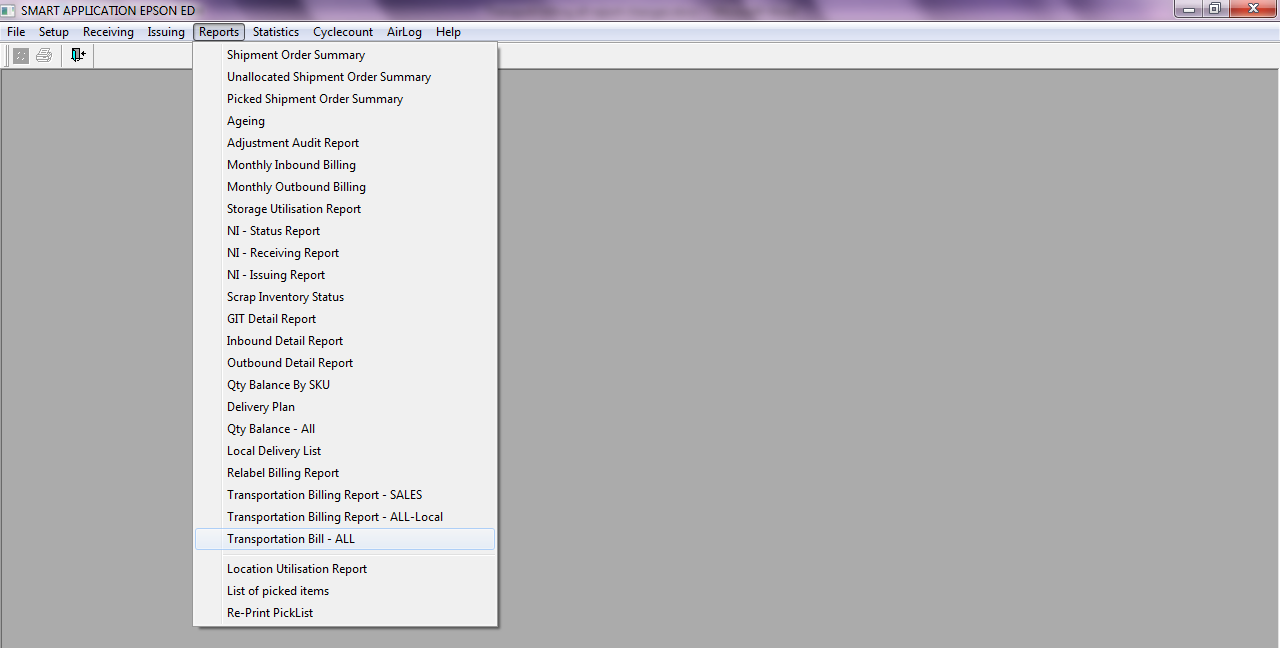 SMART APPLICATION EPSON ED
File Setup Receiving Issuing Reports Statistics Cyclecount AirLog Help
Shipment Order Summary
Unallocated Shipment Order Summary
Picked Shipment Order Summary
Ageing
Adjustment Audit Report
Monthly Inbound Billing
Monthly Outbound Billing
Storage Utilisation Report
NI - Status Report
NI - Receiving Report
NI - Issuing Report
Scrap Inventory Status
GIT Detail Report
Inbound Detail Report
Outbound Detail Report
Qty Balance By SKU
Delivery Plan
Qty Balance - All
Local Delivery List
Relabel Billing Report
Transportation Billing Report - SALES
Transportation Billing Report - ALL-Local
Transportation Bill - ALL
Location Utilisation Report
List of picked items
Re-Print PickList